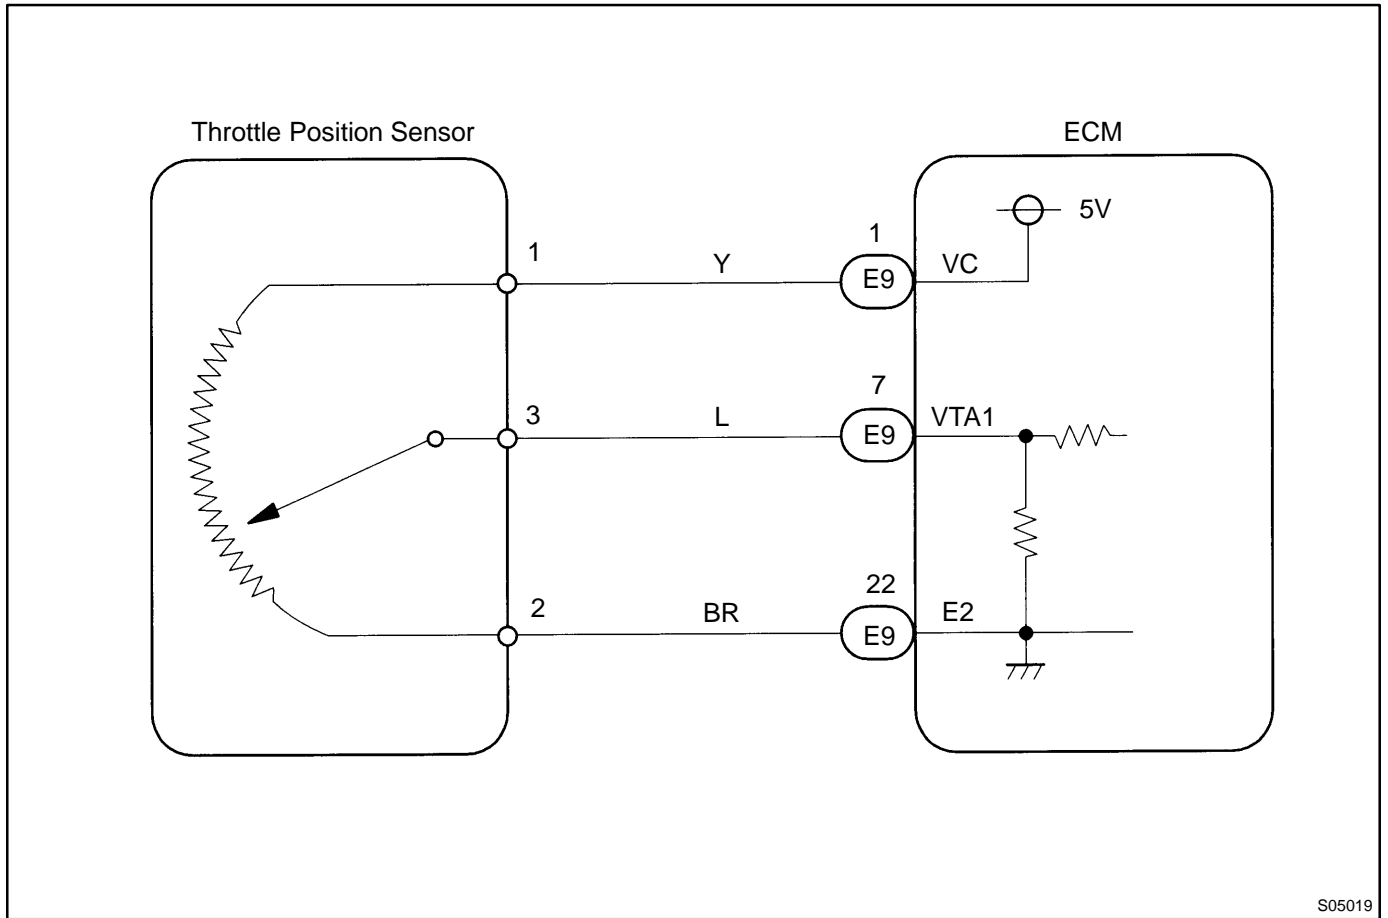 Throttle Position Sensor
ECM
5V
1
Y
1
E9
VC
3
L
7
E9
VTA1
2
BR
22
E9
E2
S05019